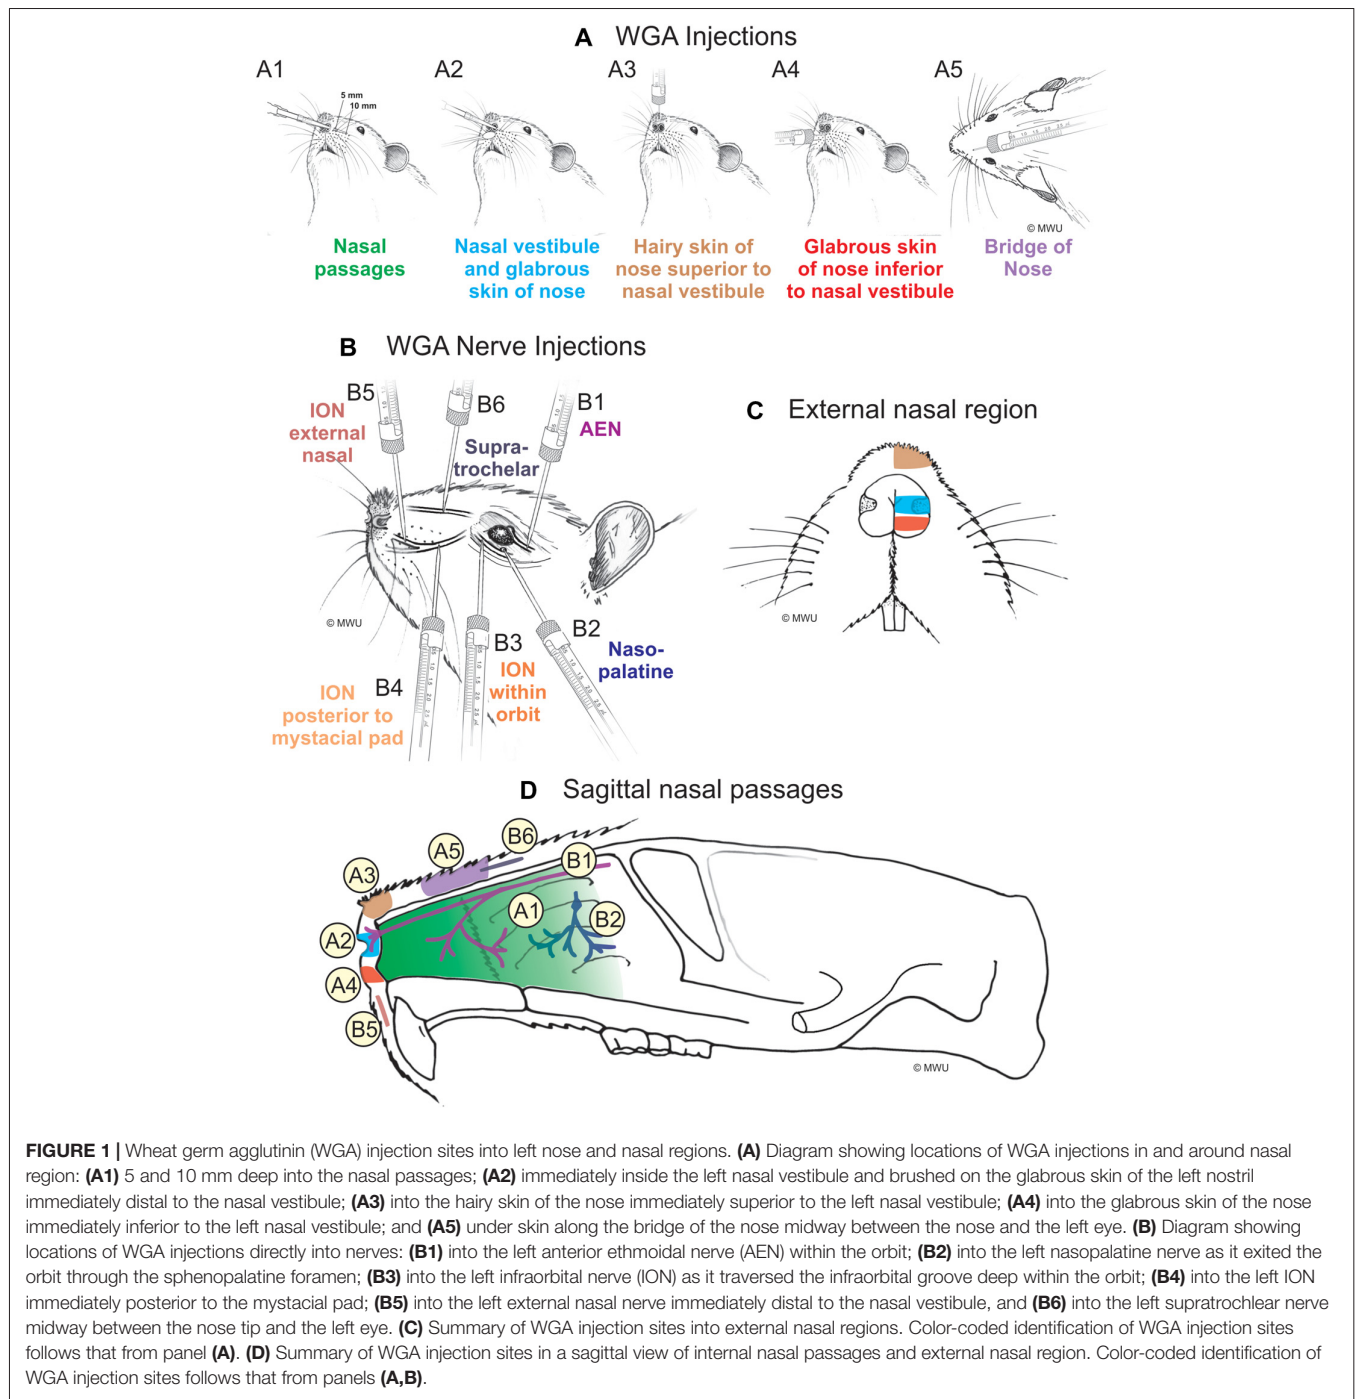 A WGA Injections
A1
A2
A3
A4
A5
5 mm
10 mm
© MWU
Nasal
passages
Nasal vestibule
and glabrous
skin of nose
Hairy skin of
nose superior to
nasal vestibule
Glabrous skin
of nose inferior
to nasal vestibule
Bridge of
Nose
B WGA Nerve Injections
B5
ION
external
nasal
B6
Supra-
trochelar
B1
AEN
© MWU
B4
ION
posterior to
mystacial pad
B3
ION
within
orbit
B2
Naso-
palatine
C External nasal region
© MWU
D Sagittal nasal passages
B6
A5
B1
A3
A1
B2
A2
A4
B5
© MWU
FIGURE 1 | Wheat germ agglutinin (WGA) injection sites into left nose and nasal regions. (A) Diagram showing locations of WGA injections in and around nasal
region: (A1) 5 and 10 mm deep into the nasal passages; (A2) immediately inside the left nasal vestibule and brushed on the glabrous skin of the left nostril
immediately distal to the nasal vestibule; (A3) into the hairy skin of the nose immediately superior to the left nasal vestibule; (A4) into the glabrous skin of the nose
immediately inferior to the left nasal vestibule; and (A5) under skin along the bridge of the nose midway between the nose and the left eye. (B) Diagram showing
locations of WGA injections directly into nerves: (B1) into the left anterior ethmoidal nerve (AEN) within the orbit; (B2) into the left nasopalatine nerve as it exited the
orbit through the sphenopalatine foramen; (B3) into the left infraorbital nerve (ION) as it traversed the infraorbital groove deep within the orbit; (B4) into the left ION
immediately posterior to the mystacial pad; (B5) into the left external nasal nerve immediately distal to the nasal vestibule, and (B6) into the left supratrochlear nerve
midway between the nose tip and the left eye. (C) Summary of WGA injection sites into external nasal regions. Color-coded identification of WGA injection sites
follows that from panel (A). (D) Summary of WGA injection sites in a sagittal view of internal nasal passages and external nasal region. Color-coded identification of
WGA injection sites follows that from panels (A,B).